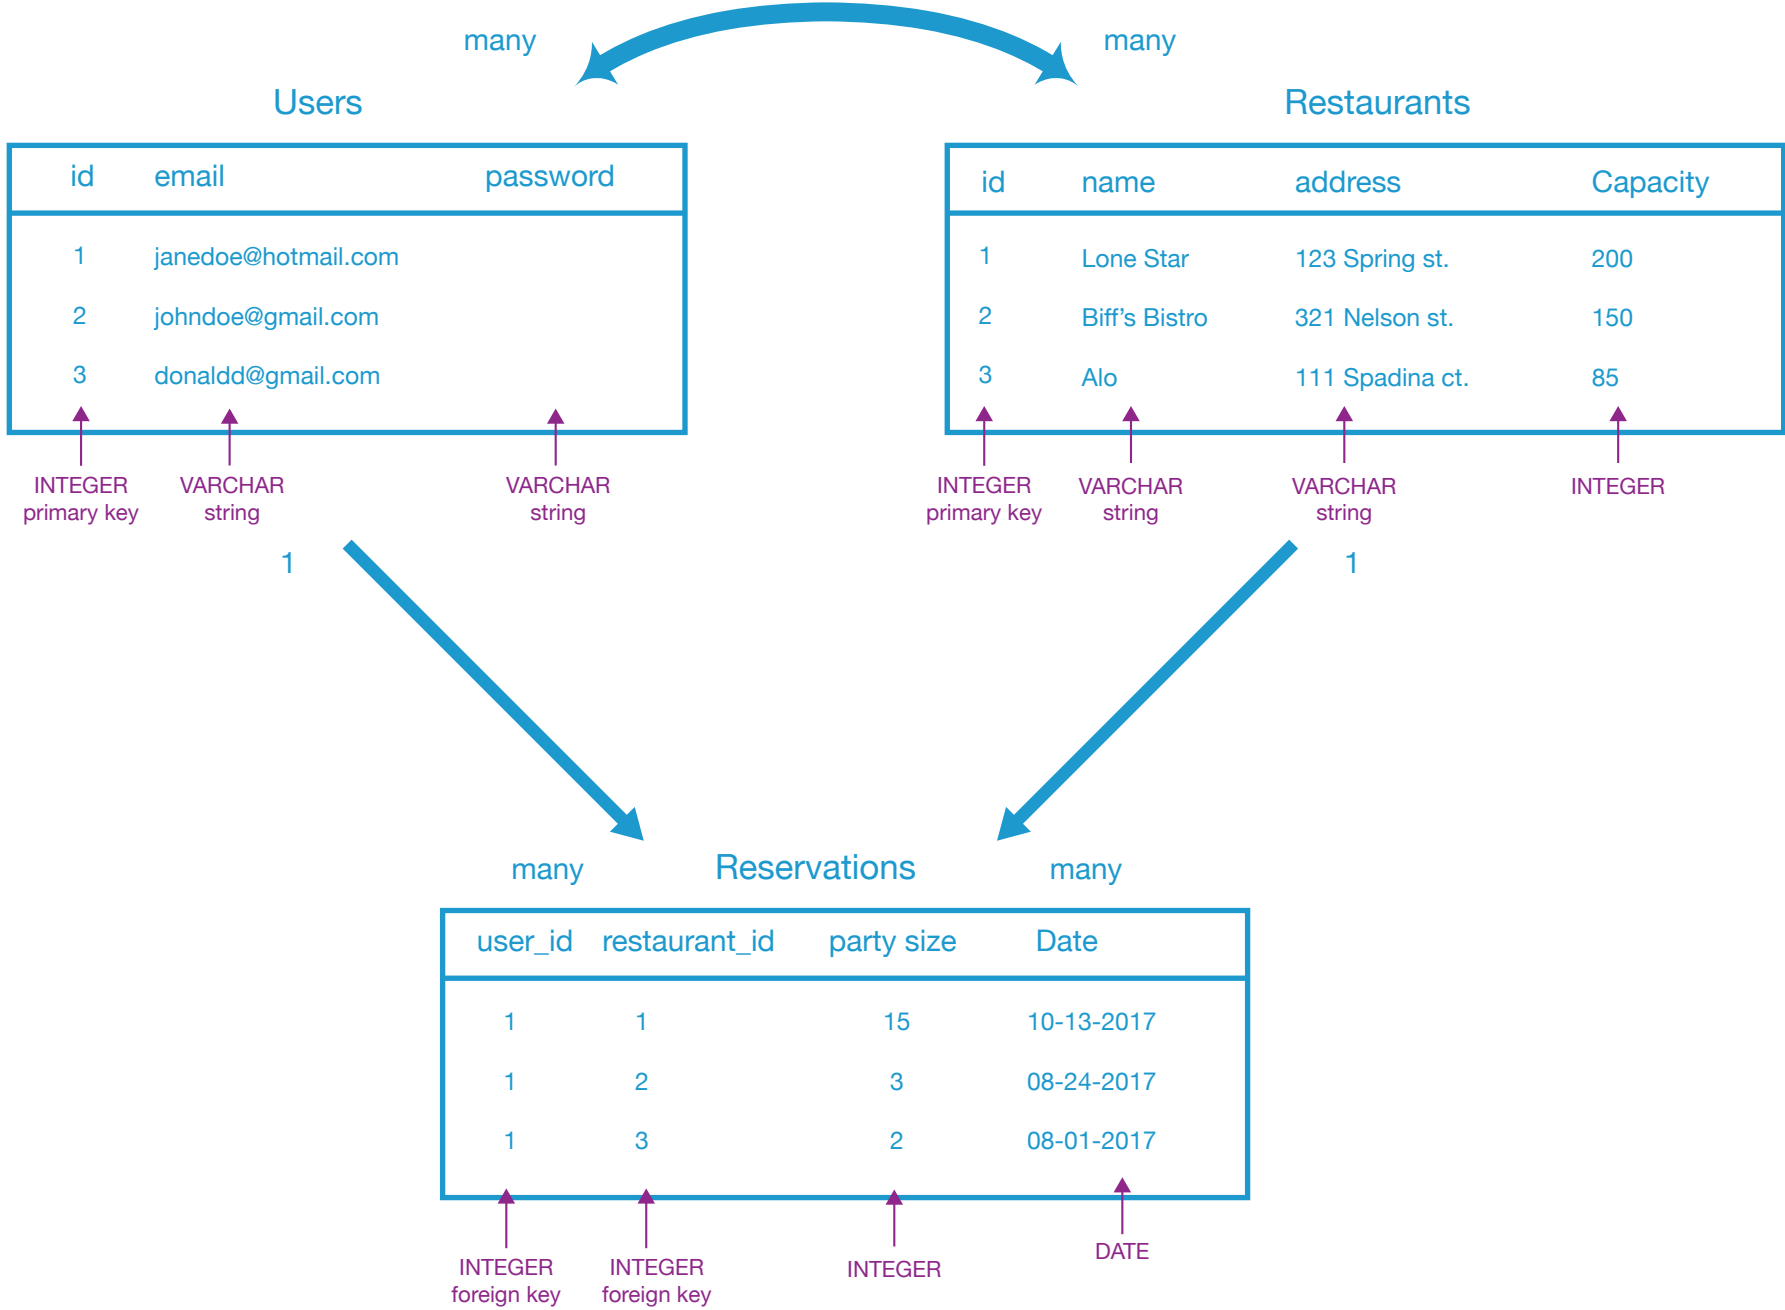 many
many
Users
Restaurants
id email password
1 janedoe@hotmail.com
2 johndoe@gmail.com
3 donaldd@gmail.com
INTEGER
primary key
VARCHAR
string
VARCHAR
string
id name address Capacity
1 Lone Star 123 Spring st. 200
2 Biff’s Bistro 321 Nelson st. 150
3 Alo 111 Spadina ct. 85
INTEGER
primary key
VARCHAR
string
VARCHAR
string
INTEGER
1
1
many
Reservations
many
user_id restaurant_id party size Date
1 1 15 10-13-2017
1 2 3 08-24-2017
1 3 2 08-01-2017
INTEGER
foreign key
INTEGER
foreign key
INTEGER
DATE